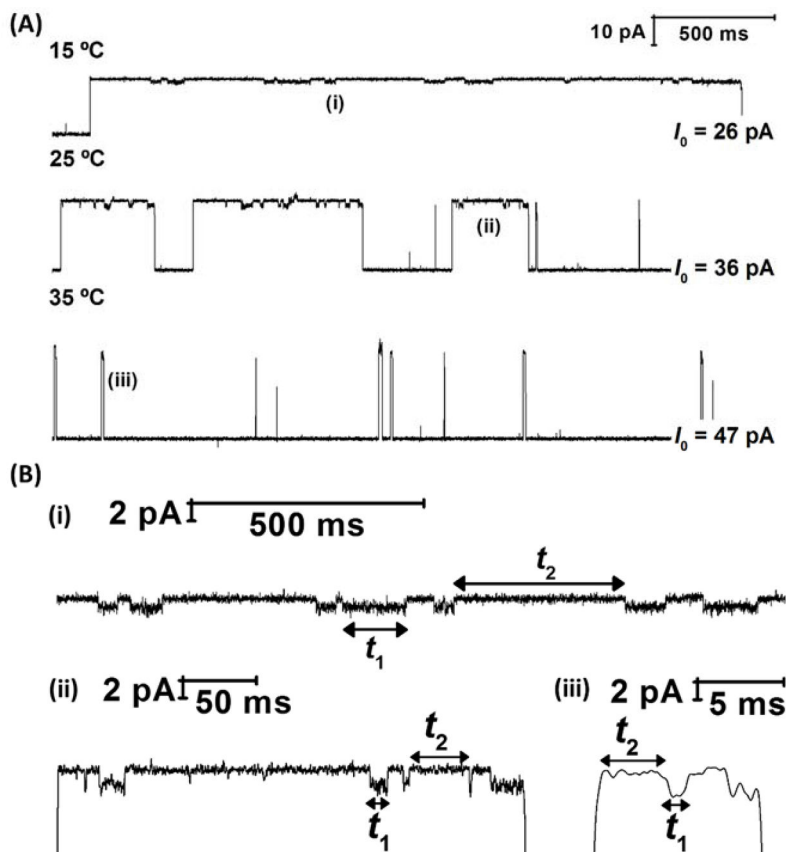 (A)
15 ºC
10 pA 500 ms
(i)
I₀ = 26 pA
25 ºC
(ii)
I₀ = 36 pA
35 ºC
(iii)
I₀ = 47 pA
(B)
(i) 2 pA 500 ms
t₂
t₁
(ii) 2 pA 50 ms
t₂
t₁
(iii) 2 pA 5 ms
t₂
t₁